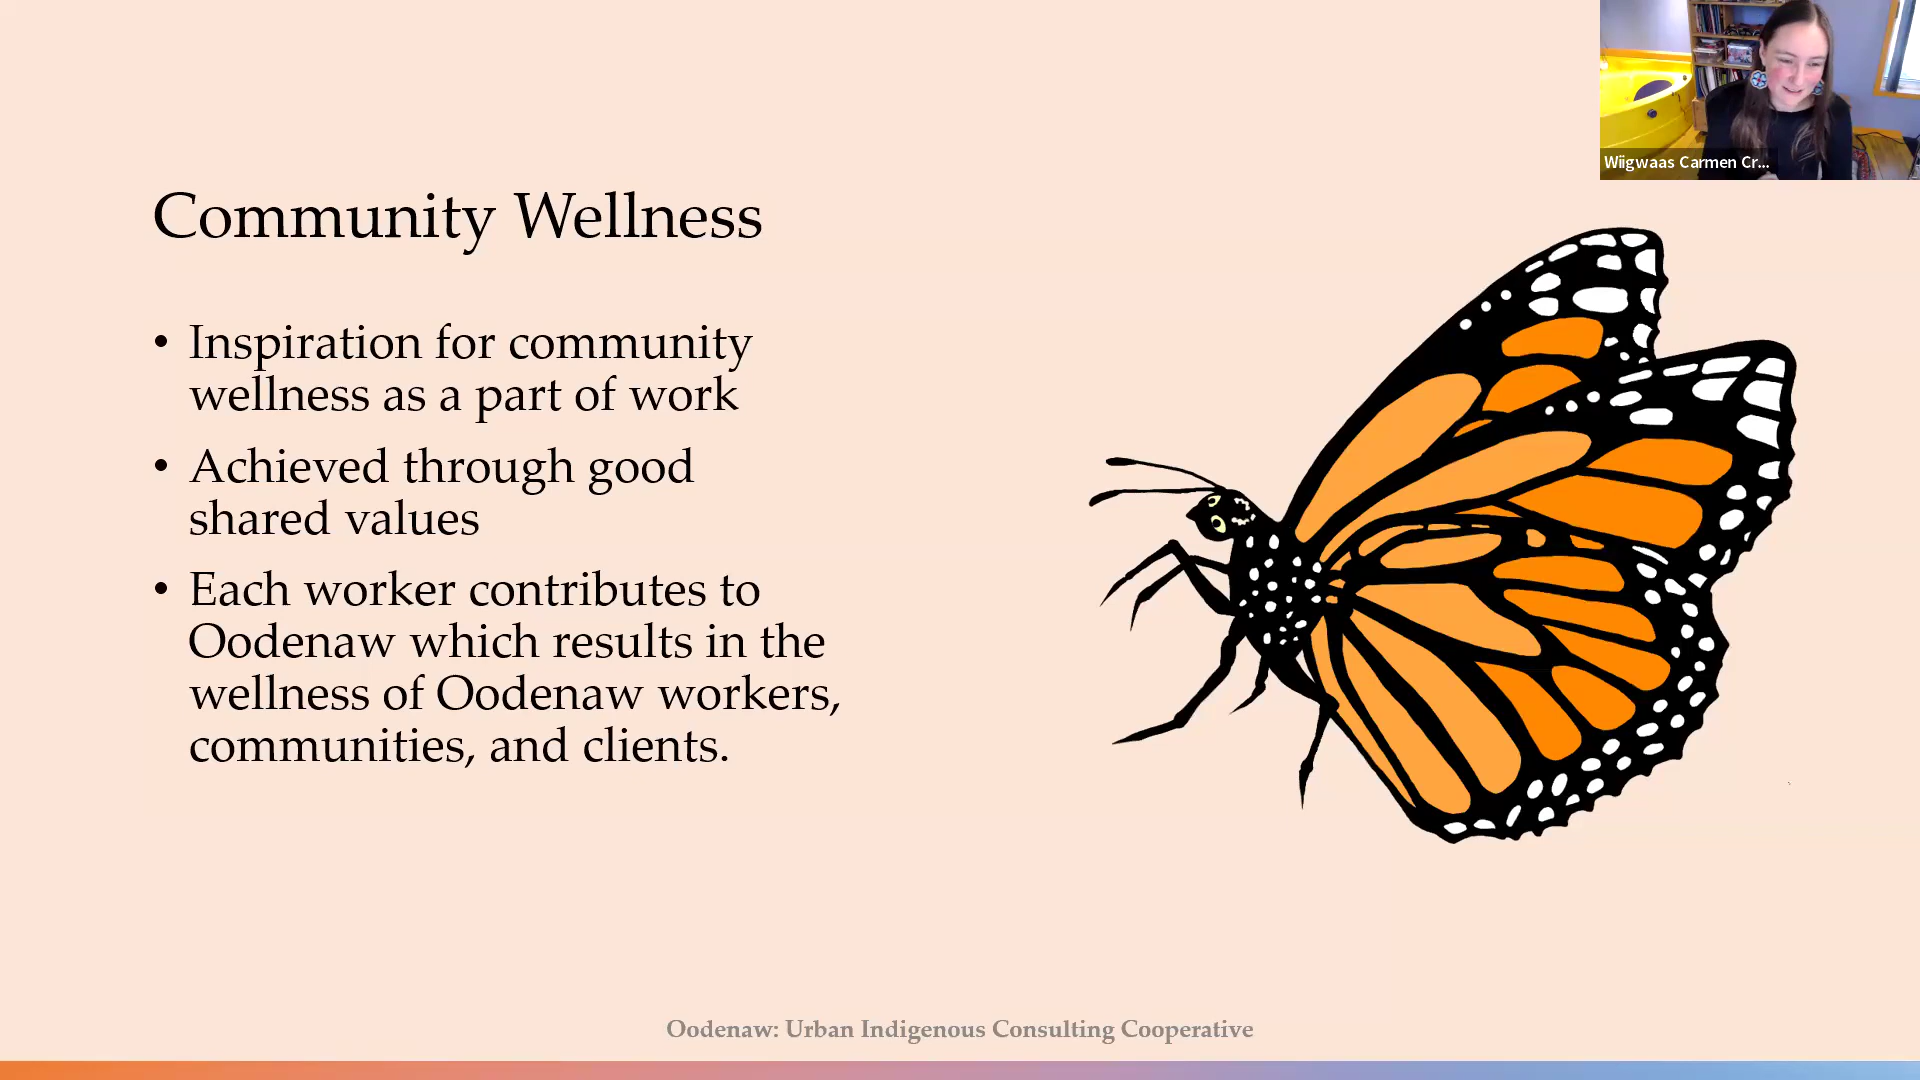 Wiigwaas Carmen Cr...
Community Wellness
• Inspiration for community
wellness as a part of work
• Achieved through good
shared values
• Each worker contributes to
Oodenaw which results in the
wellness of Oodenaw workers,
communities, and clients.
Oodenaw: Urban Indigenous Consulting Cooperative